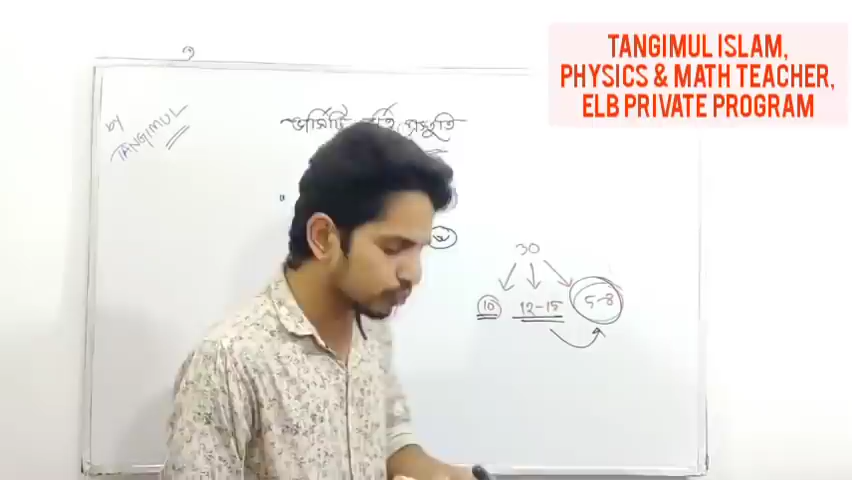 TANGIMUL ISLAM,
PHYSICS & MATH TEACHER,
ELB PRIVATE PROGRAM
by
TANGIMUL
ভার্সিটি ভর্তি প্রস্তুতি
30
10 12-15 5-8